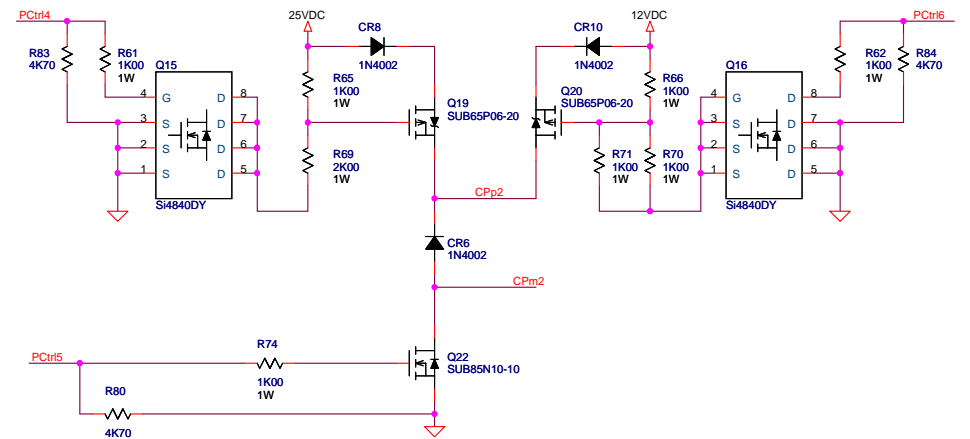 PCtrl4
25VDC
12VDC
PCtrl6
CR8
CR10
R83
4K70
R61
1K00
1W
1N4002
1N4002
R62
1K00
1W
R84
4K70
Q15
R65
1K00
1W
R66
1K00
1W
Q16
4 G D 8
3 S D 7
2 S D 6
1 S D 5
Si4840DY
Q19
SUB65P06-20
Q20
SUB65P06-20
4 G D 8
3 S D 7
2 S D 6
1 S D 5
Si4840DY
R69
2K00
1W
R71
1K00
1W
R70
1K00
1W
CPp2
CR6
1N4002
CPm2
PCtrl5
R74
1K00
1W
Q22
SUB85N10-10
R80
4K70